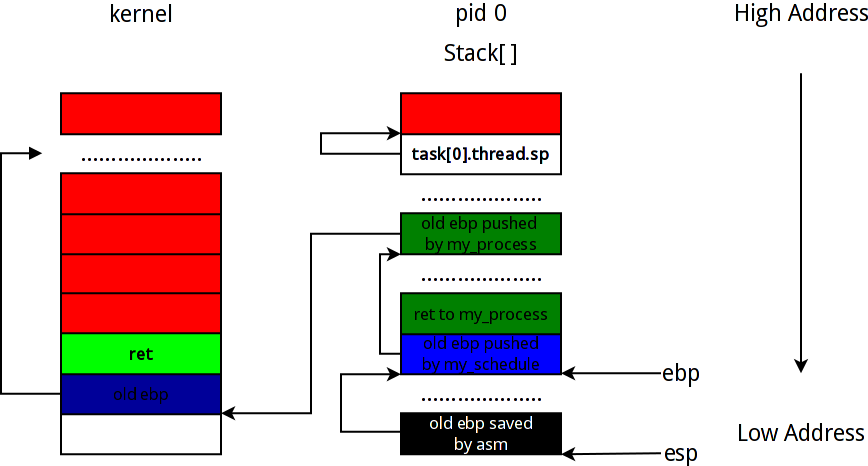 kernel
pid 0
High Address
Stack[ ]
task[0].thread.sp
....................
....................
old ebp pushed
by my_process
....................
ret to my_process
ret
old ebp pushed
by my_schedule
ebp
old ebp
....................
old ebp saved
by asm
Low Address
esp